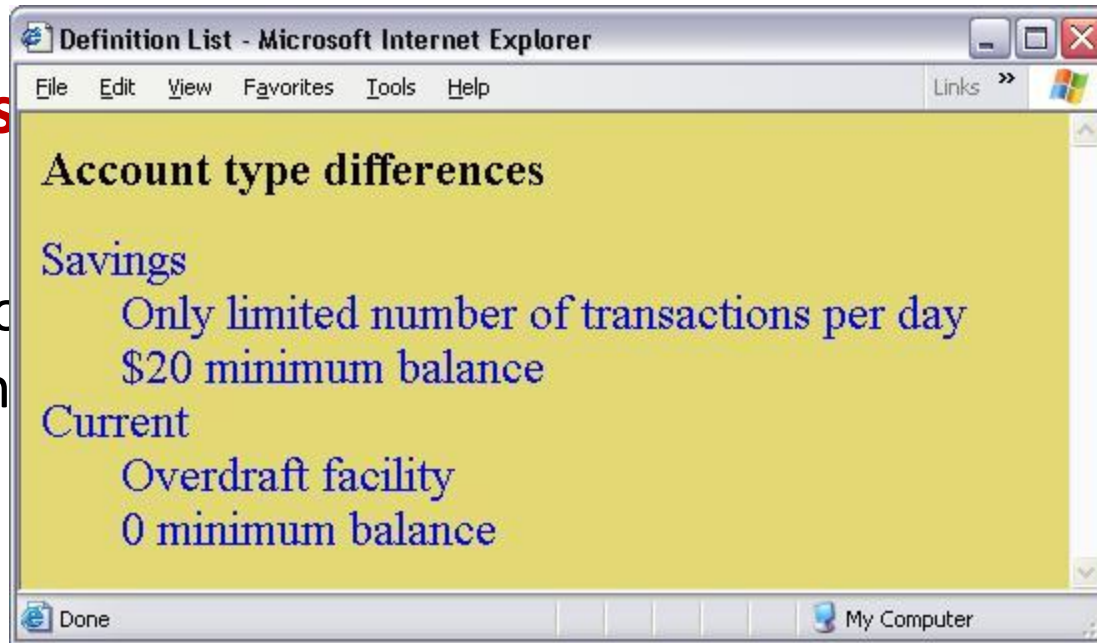 Definition List - Microsoft Internet Explorer
File Edit View Favorites Tools Help Links »
Account type differences
Savings
Only limited number of transactions per day
$20 minimum balance
Current
Overdraft facility
0 minimum balance
Done My Computer